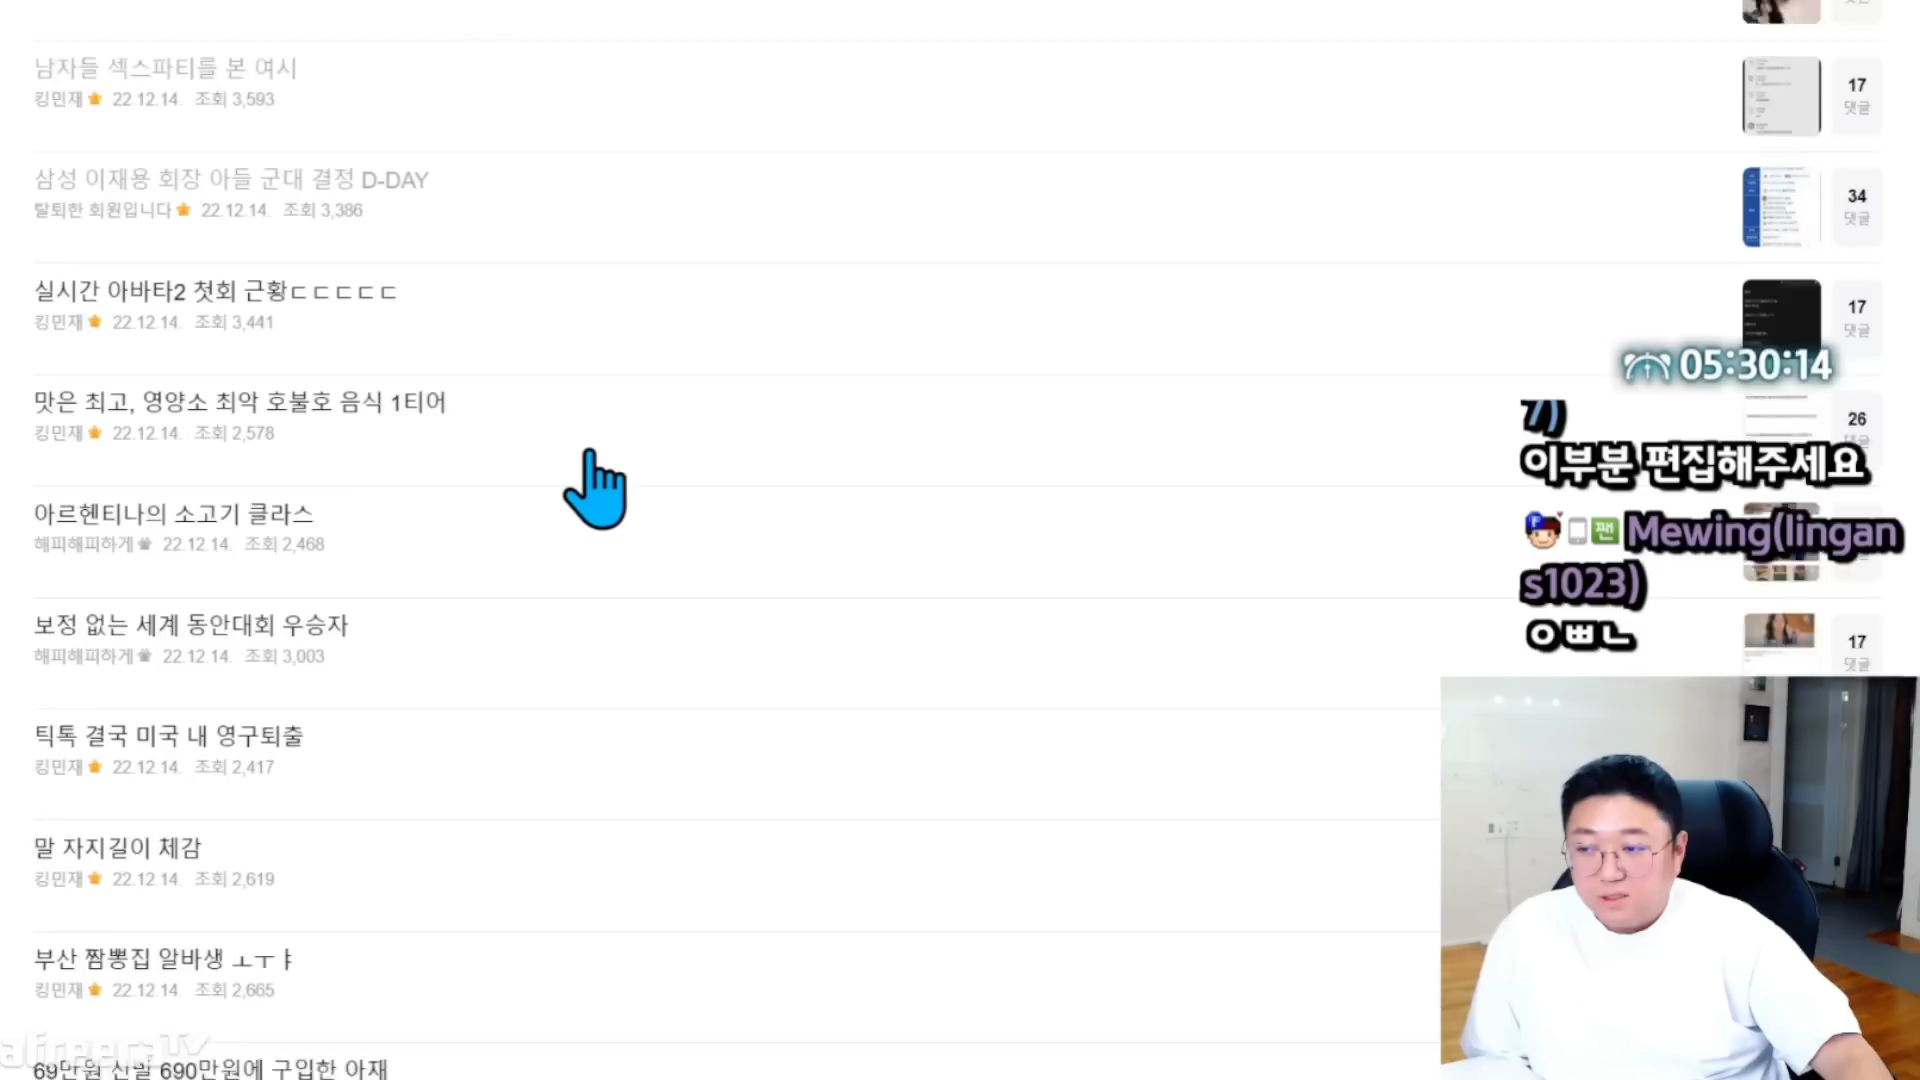 댓글
남자들 섹스파티를 본 여시
킹민재 22.12.14. 조회 3,593
17
댓글
삼성 이재용 회장 아들 군대 결정 D-DAY
탈퇴한 회원입니다 22.12.14. 조회 3,386
34
댓글
실시간 아바타2 첫회 근황ㄷㄷㄷㄷㄷ
킹민재 22.12.14. 조회 3,441
17
댓글
05:30:14
맛은 최고, 영양소 최악 호불호 음식 1티어
킹민재 22.12.14. 조회 2,578
26
댓글
7)
이부분 편집해주세요
팬 Mewing(lingan
s1023)
ㅇㅃㄴ
아르헨티나의 소고기 클라스
해피해피하게 22.12.14. 조회 2,468
보정 없는 세계 동안대회 우승자
해피해피하게 22.12.14. 조회 3,003
17
댓글
틱톡 결국 미국 내 영구퇴출
킹민재 22.12.14. 조회 2,417
말 자지길이 체감
킹민재 22.12.14. 조회 2,619
부산 짬뽕집 알바생 ㅗㅜㅑ
킹민재 22.12.14. 조회 2,665
69만원 신발 690만원에 구입한 아재